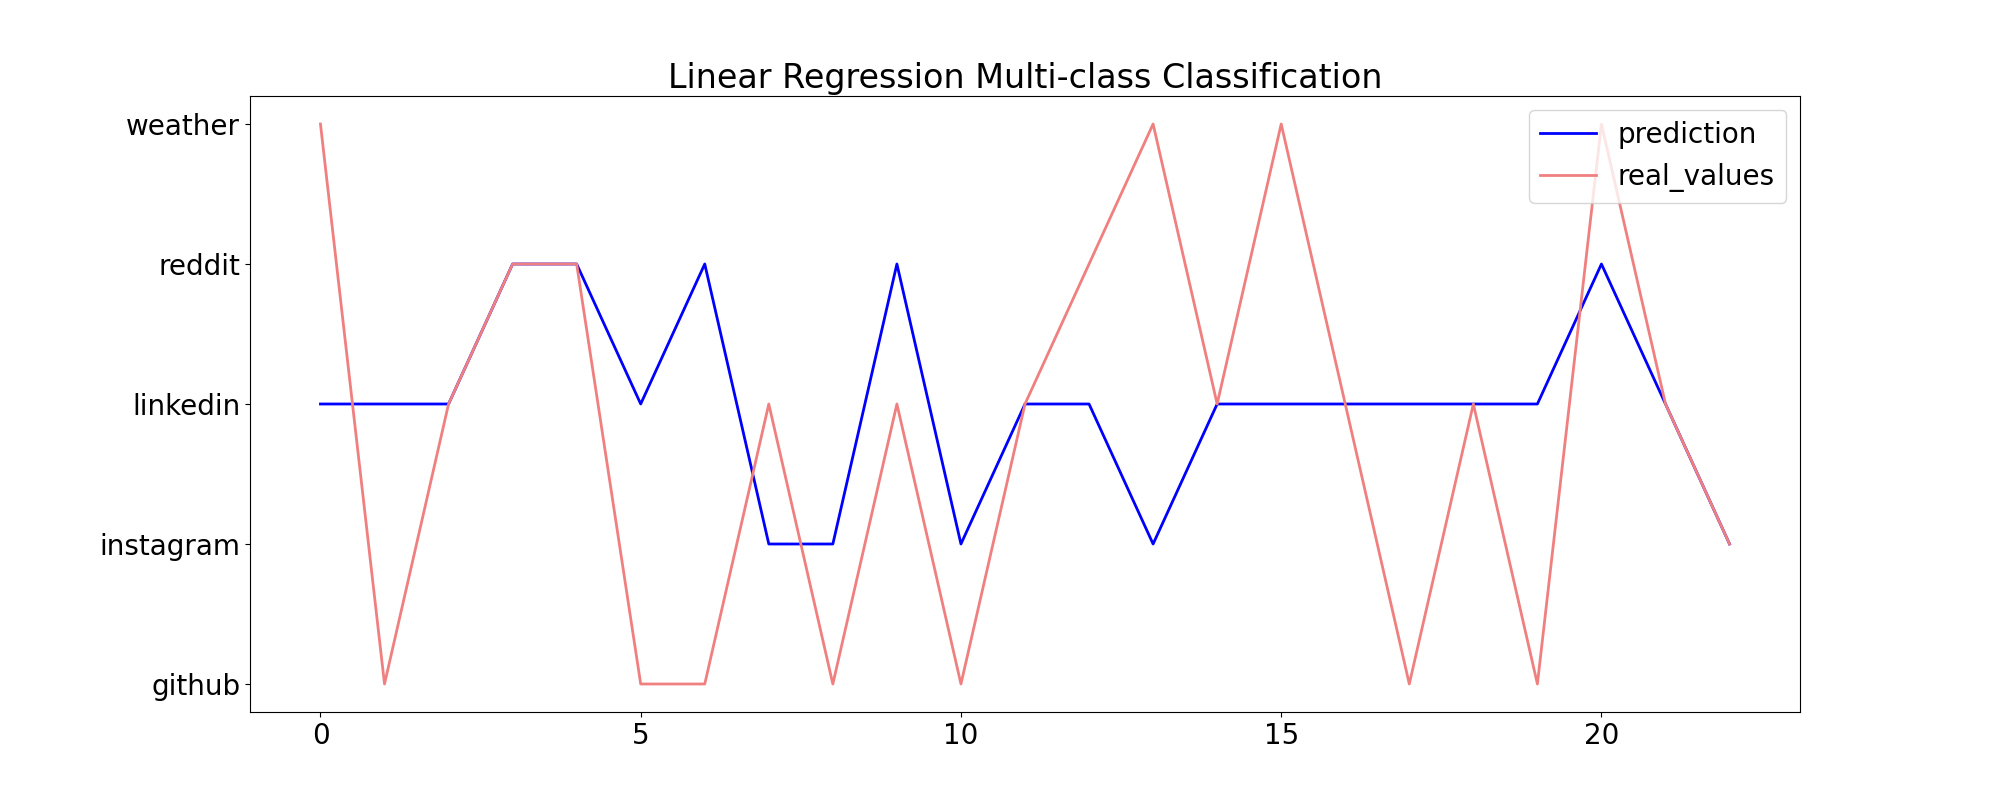 Linear Regression Multi-class Classification
weather
reddit
linkedin
instagram
github
prediction
real_values
0 5 10 15 20